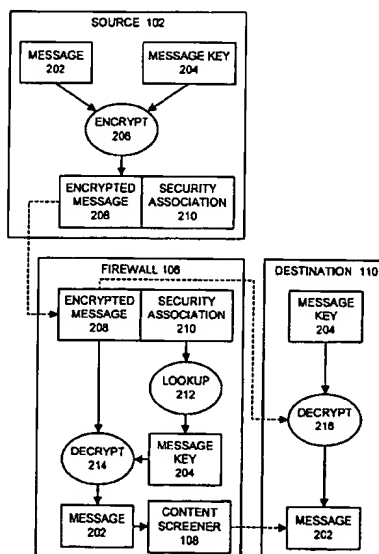 SOURCE 102
MESSAGE
202
MESSAGE KEY
204
ENCRYPT
206
ENCRYPTED
MESSAGE
208
SECURITY
ASSOCIATION
210
FIREWALL 106
ENCRYPTED
MESSAGE
208
SECURITY
ASSOCIATION
210
LOOKUP
212
DECRYPT
214
MESSAGE
KEY
204
MESSAGE
202
CONTENT
SCREENER
108
DESTINATION 110
MESSAGE
KEY
204
DECRYPT
216
MESSAGE
202